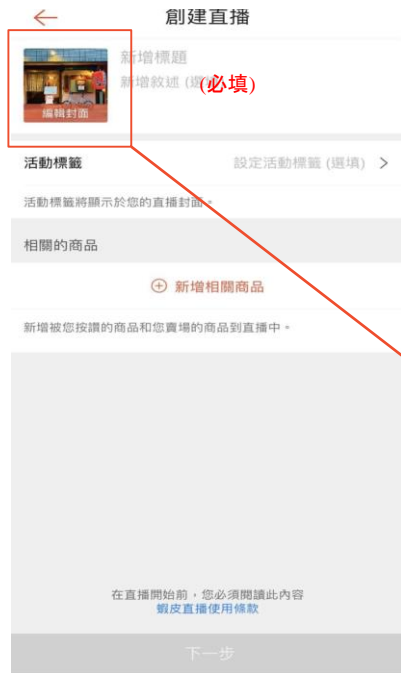 創建直播
新增標題
新增敘述 (選
(必填)
編輯封面
活動標籤
設定活動標籤 (選填) >
活動標籤將顯示於您的直播封面。
相關的商品
新增相關商品
新增被您按讚的商品和您賣場的商品到直播中。
在直播開始前，您必須閱讀此內容
蝦皮直播使用條款
下一步